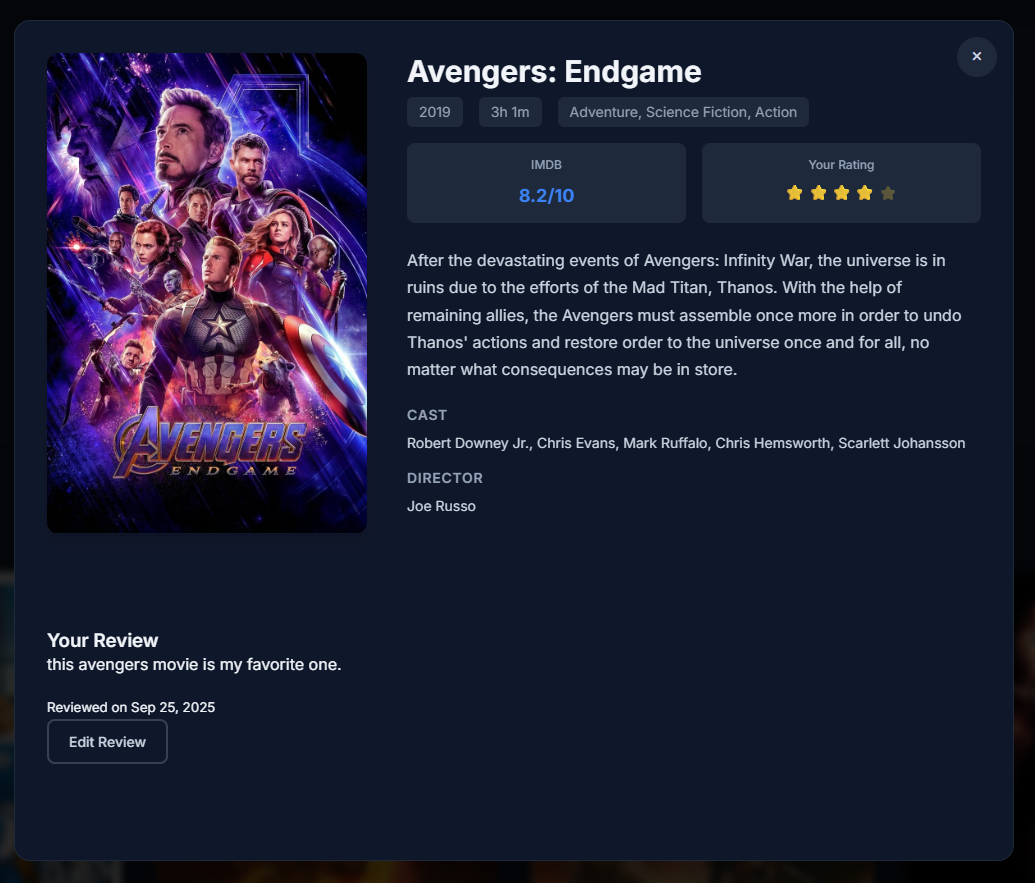 Avengers: Endgame
×
2019
3h 1m
Adventure, Science Fiction, Action
IMDB
8.2/10
Your Rating
After the devastating events of Avengers: Infinity War, the universe is in
ruins due to the efforts of the Mad Titan, Thanos. With the help of
remaining allies, the Avengers must assemble once more in order to undo
Thanos' actions and restore order to the universe once and for all, no
matter what consequences may be in store.
CAST
Robert Downey Jr., Chris Evans, Mark Ruffalo, Chris Hemsworth, Scarlett Johansson
DIRECTOR
Joe Russo
AVENGERS
ENDGAME
Your Review
this avengers movie is my favorite one.
Reviewed on Sep 25, 2025
Edit Review